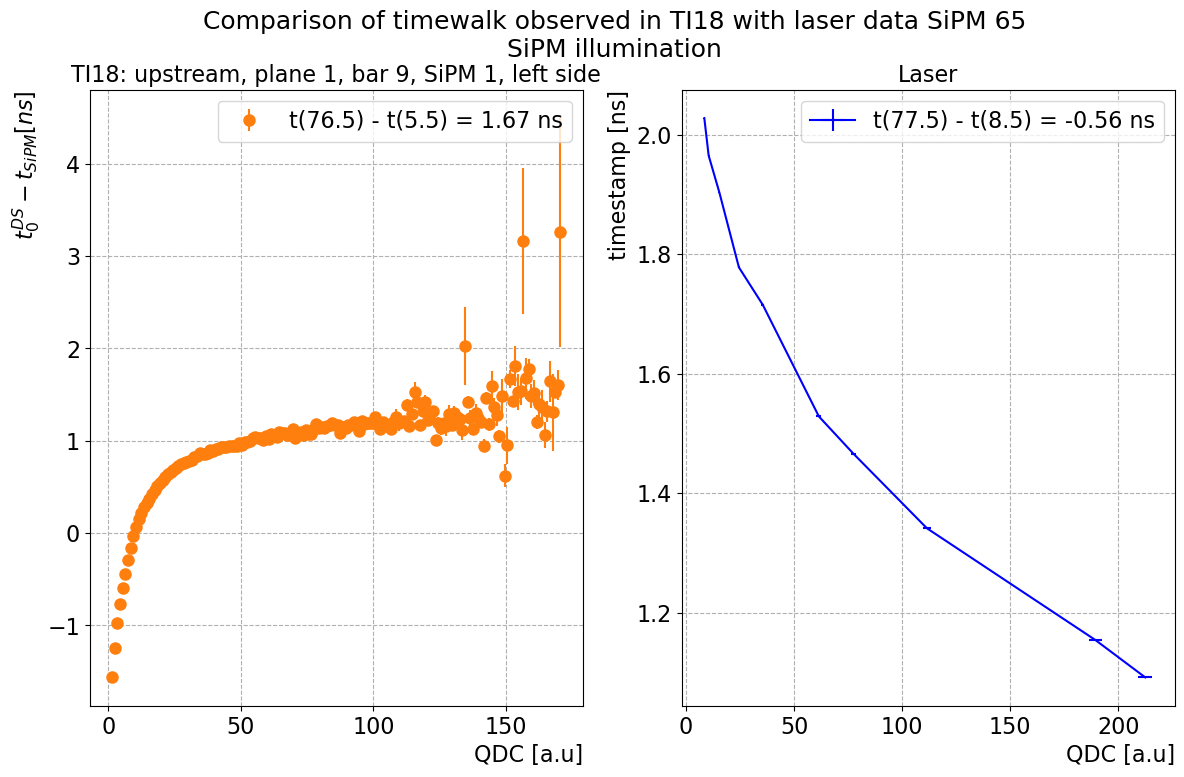 Comparison of timewalk observed in TI18 with laser data SiPM 65
SiPM illumination
TI18: upstream, plane 1, bar 9, SiPM 1, left side
t(76.5) - t(5.5) = 1.67 ns
t₀^DS − t_SiPM [ns]
4
3
2
1
0
−1
0 50 100 150
QDC [a.u]
Laser
t(77.5) - t(8.5) = -0.56 ns
timestamp [ns]
2.0
1.8
1.6
1.4
1.2
0 50 100 150 200
QDC [a.u]